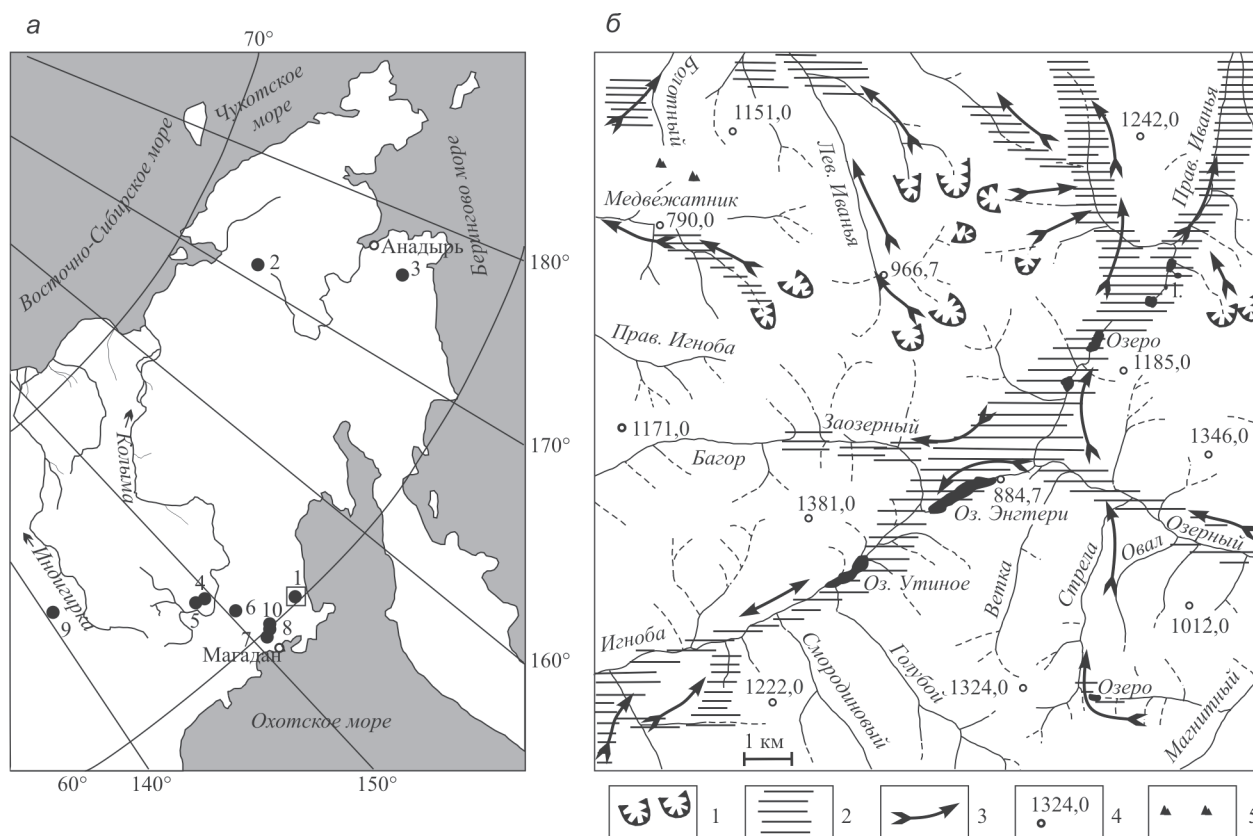 а
70°
Чукотское
море
Восточно-Сибирское море
Берингово море
Анадырь
2
3
180°
170°
160°
Колыма
Индигирка
4
5
6
1
10
8
7
9
Магадан
Охотское море
60°
140°
150°
б
Болотный
1151,0
1242,0
Лев. Иванья
Прав. Иванья
Медвежатник
790,0
966,7
Прав. Игноба
Озеро
1185,0
Заозерный
1171,0
Багор
1346,0
884,7
1381,0
Оз. Энгтери
Озерный
Овал
Оз. Утиное
Ветка
Стрела
1012,0
Игноба
Смородиновый
Голубой
1324,0
Озеро
1222,0
Магнитный
1 км
1
2
3
1324,0
4
5